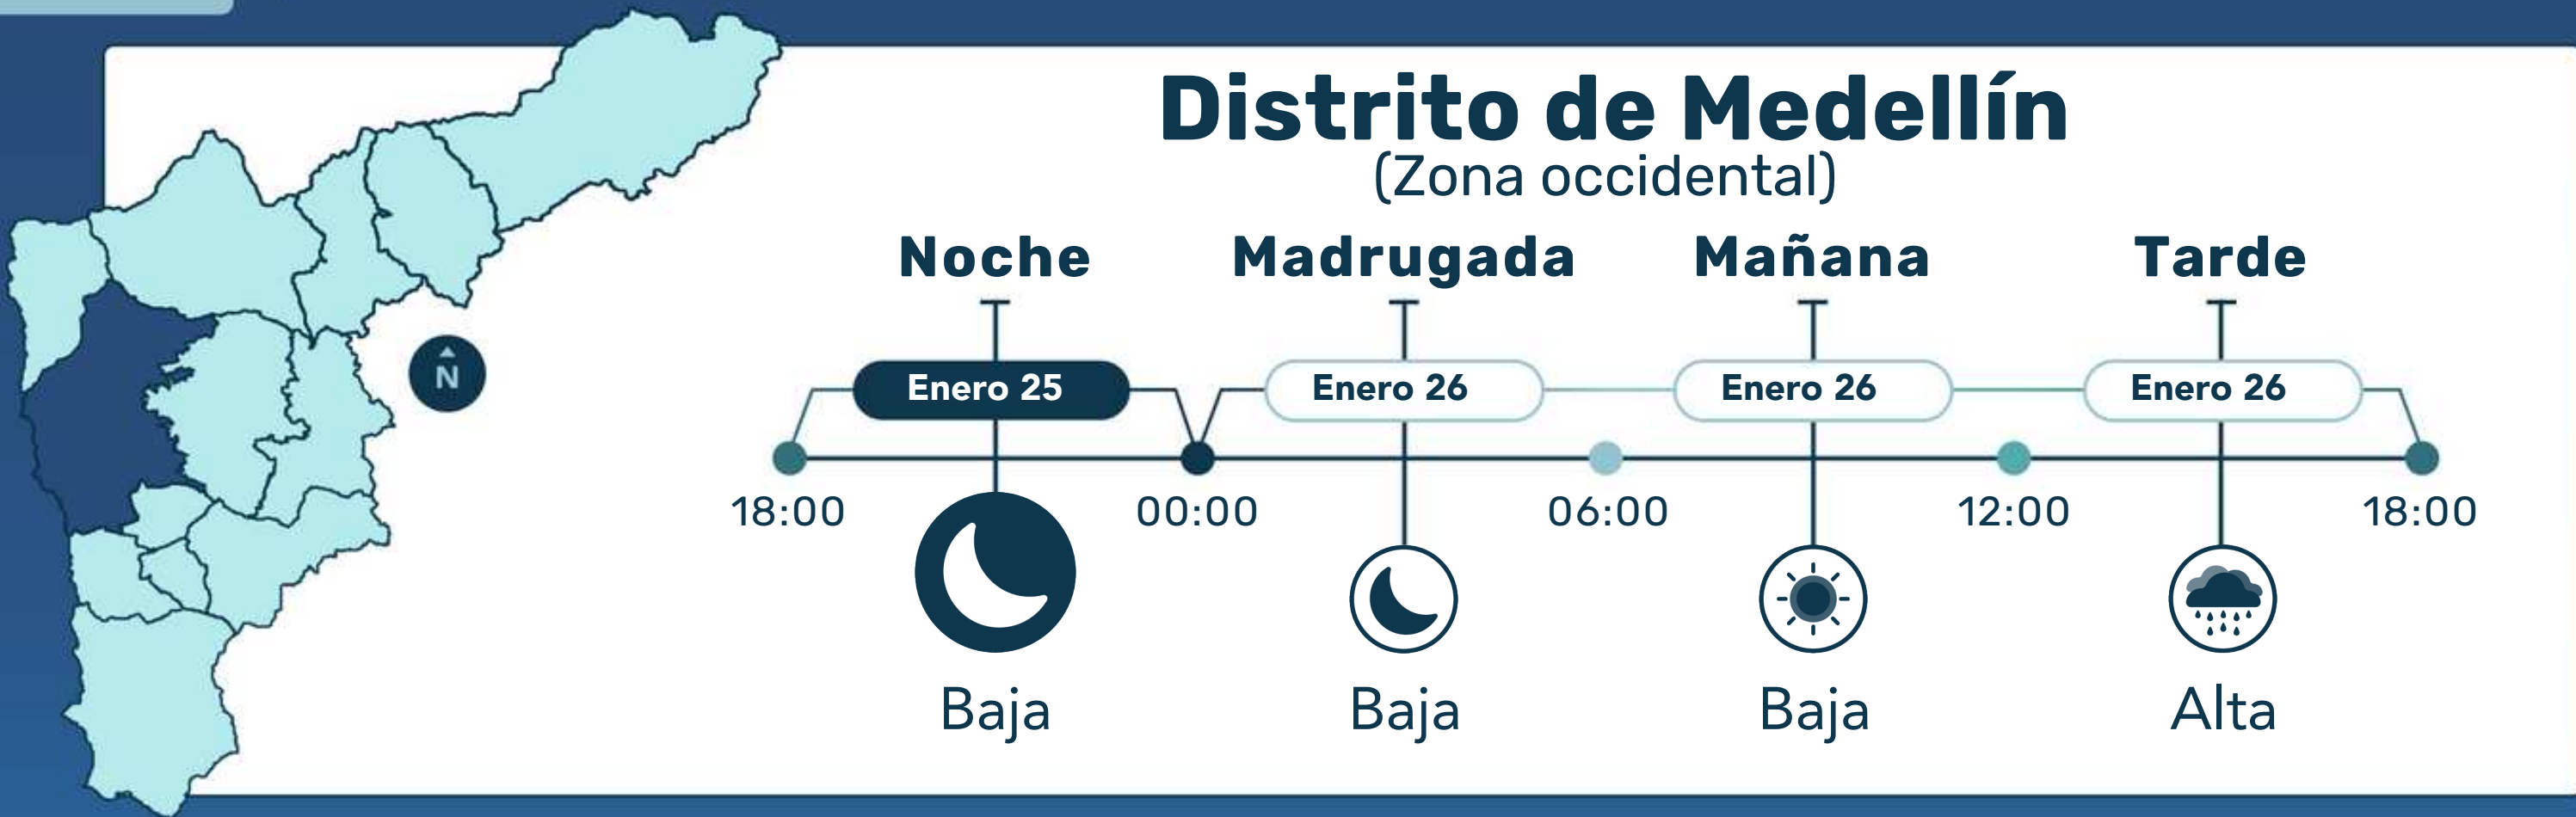 Distrito de Medellín
(Zona occidental)
Noche Madrugada Mañana Tarde
Enero 25 Enero 26 Enero 26 Enero 26
N
18:00 00:00 06:00 12:00 18:00
Baja Baja Baja Alta